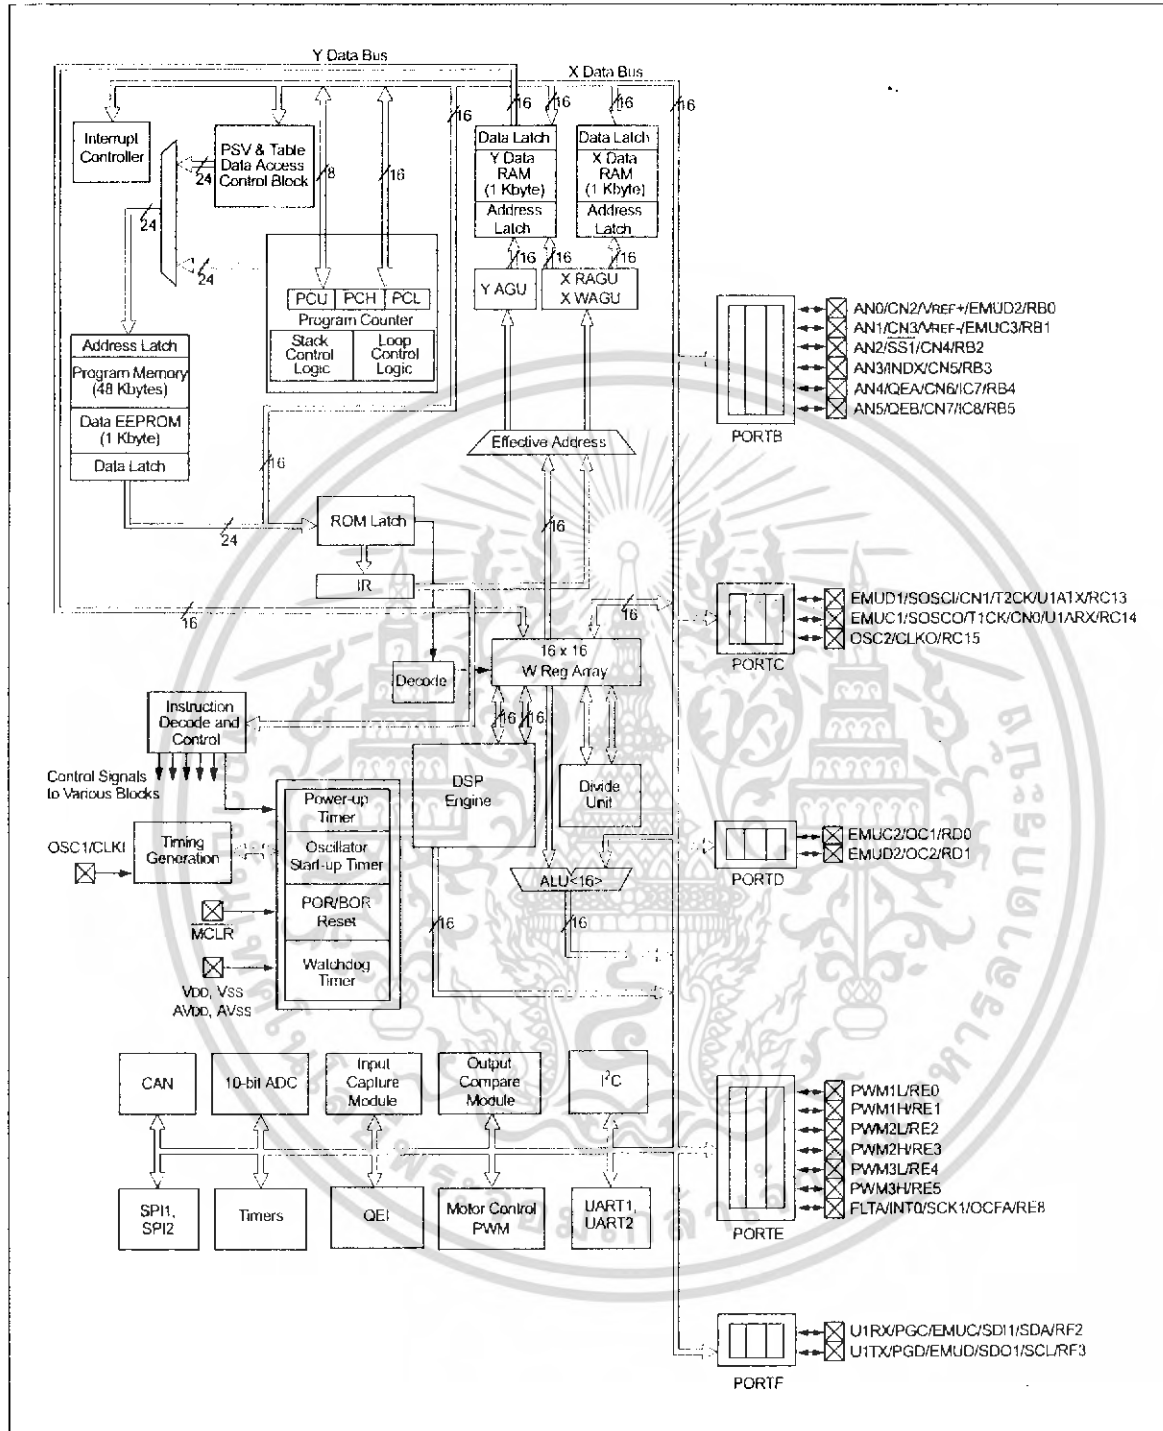 Y Data Bus
X Data Bus
16
16
16
16
16
Interrupt
Controller
PSV & Table
Data Access
Control Block
24
8
16
24
24
Data Latch
Y Data
RAM
(1 Kbyte)
Address
Latch
Data Latch
X Data
RAM
(1 Kbyte)
Address
Latch
16
16
16
Y AGU
X RAGU
X WAGU
PCU
PCH
PCL
Program Counter
Stack
Control
Logic
Loop
Control
Logic
Address Latch
Program Memory
(48 Kbytes)
Data EEPROM
(1 Kbyte)
Data Latch
Effective Address
16
24
ROM Latch
16
IR
16
16
16 x 16
W Reg Array
Decode
16
16
Instruction
Decode and
Control
Control Signals
to Various Blocks
DSP
Engine
Divide
Unit
Power-up
Timer
Oscillator
Start-up Timer
POR/BOR
Reset
Watchdog
Timer
OSC1/CLKI
Timing
Generation
MCLR
VDD, VSS
AVDD, AVSS
ALU<16>
16
16
CAN
10-bit ADC
Input
Capture
Module
Output
Compare
Module
I²C
SPI1,
SPI2
Timers
QEI
Motor Control
PWM
UART1,
UART2
AN0/CN2/VREF+/EMUD2/RB0
AN1/CN3/VREF-/EMUC3/RB1
AN2/SS1/CN4/RB2
AN3/INDX/CN5/RB3
AN4/QEA/CN6/IC7/RB4
AN5/QEB/CN7/IC8/RB5
PORTB
EMUD1/SOSCI/CN1/T2CK/U1ATX/RC13
EMUC1/SOSCO/T1CK/CN0/U1ARX/RC14
OSC2/CLKO/RC15
PORTC
EMUC2/OC1/RD0
EMUD2/OC2/RD1
PORTD
PWM1L/RE0
PWM1H/RE1
PWM2L/RE2
PWM2H/RE3
PWM3L/RE4
PWM3H/RE5
FLTA/INT0/SCK1/OCFA/RE8
PORTE
U1RX/PGC/EMUC/SDI1/SDA/RF2
U1TX/PGD/EMUD/SDO1/SCL/RF3
PORTF